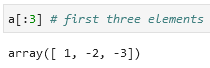 a[:3] # first three elements
array([ 1, -2, -3])